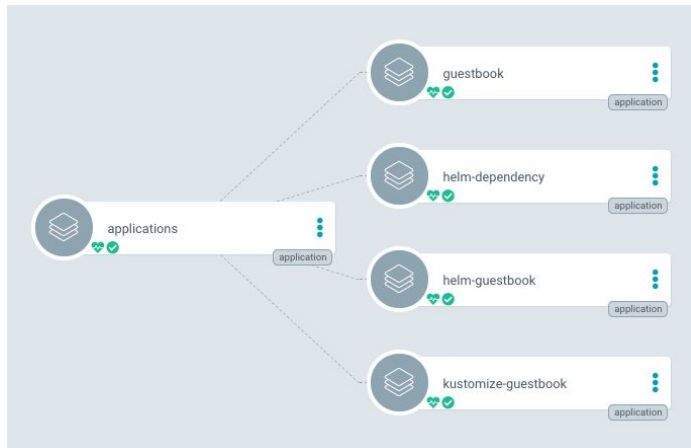 guestbook
application
helm-dependency
application
applications
application
helm-guestbook
application
kustomize-guestbook
application